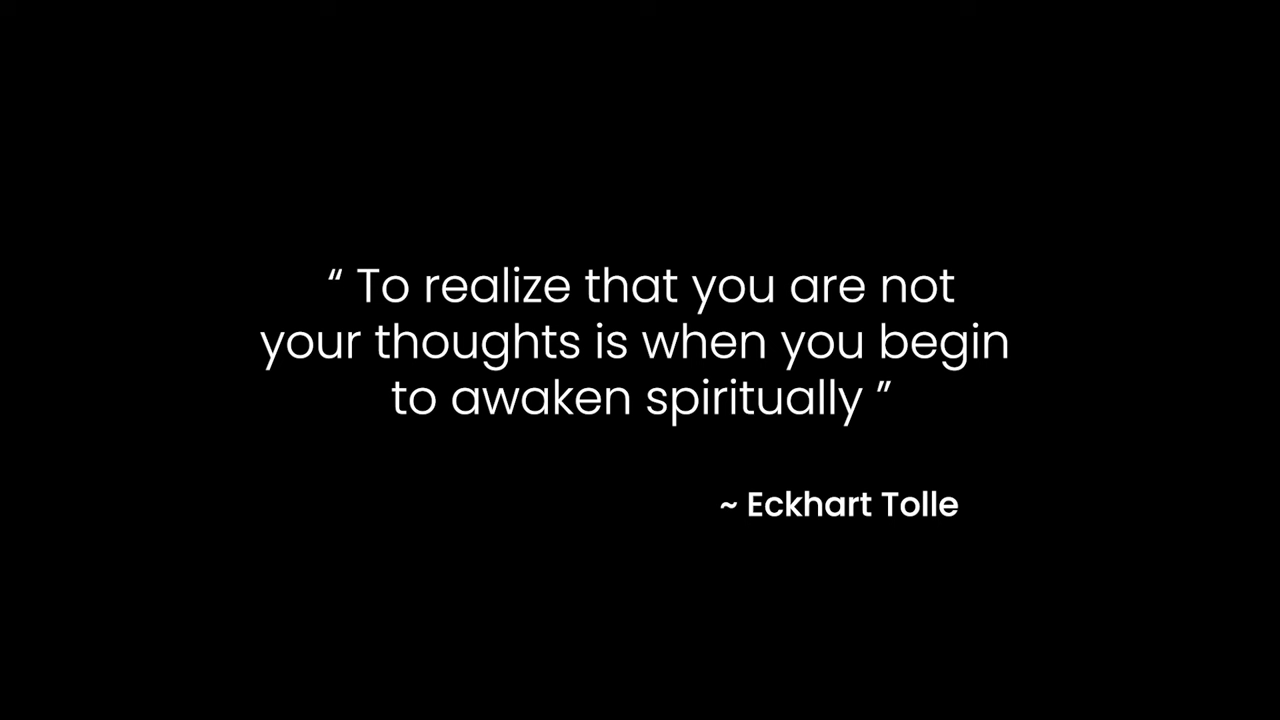 “ To realize that you are not
your thoughts is when you begin
to awaken spiritually ”
~ Eckhart Tolle